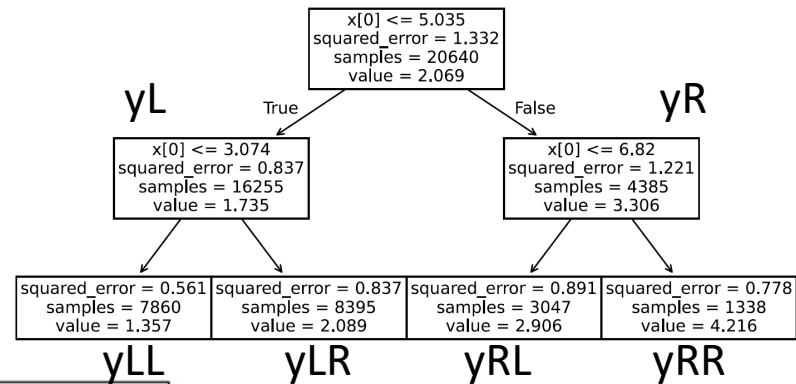 x[0] <= 5.035
squared_error = 1.332
samples = 20640
value = 2.069
yL
True
False
yR
x[0] <= 3.074
squared_error = 0.837
samples = 16255
value = 1.735
x[0] <= 6.82
squared_error = 1.221
samples = 4385
value = 3.306
squared_error = 0.561
samples = 7860
value = 1.357
squared_error = 0.837
samples = 8395
value = 2.089
squared_error = 0.891
samples = 3047
value = 2.906
squared_error = 0.778
samples = 1338
value = 4.216
yLL
yLR
yRL
yRR